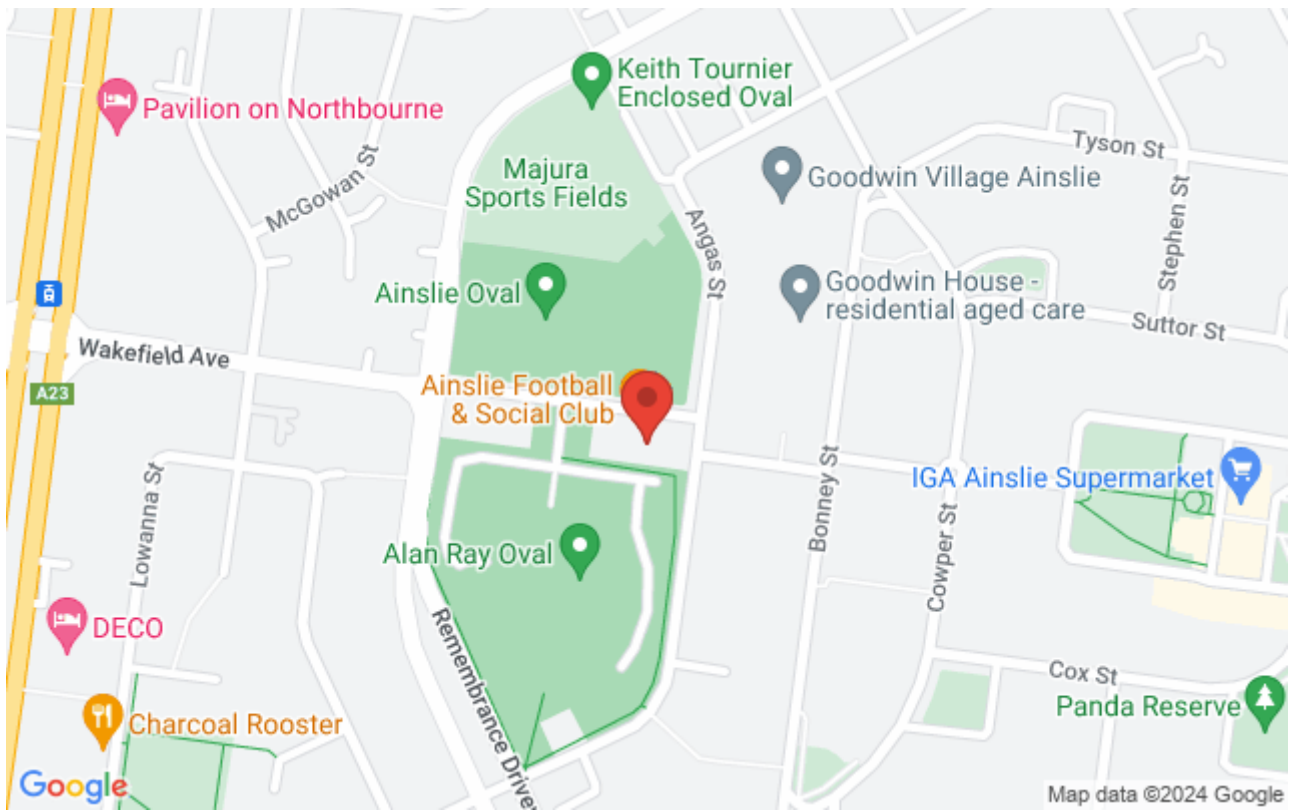 Keith Tournier
Enclosed Oval
Pavilion on Northbourne
McGowan St
Majura
Sports Fields
Tyson St
Goodwin Village Ainslie
Stephen St
Angas St
Ainslie Oval
Goodwin House -
residential aged care
Suttor St
Wakefield Ave
A23
Ainslie Football
& Social Club
Lowanna St
Bonney St
IGA Ainslie Supermarket
Alan Ray Oval
Cowper St
DECO
Remembrance Drivew
Cox St
Panda Reserve
Charcoal Rooster
Google
Map data ©2024 Google